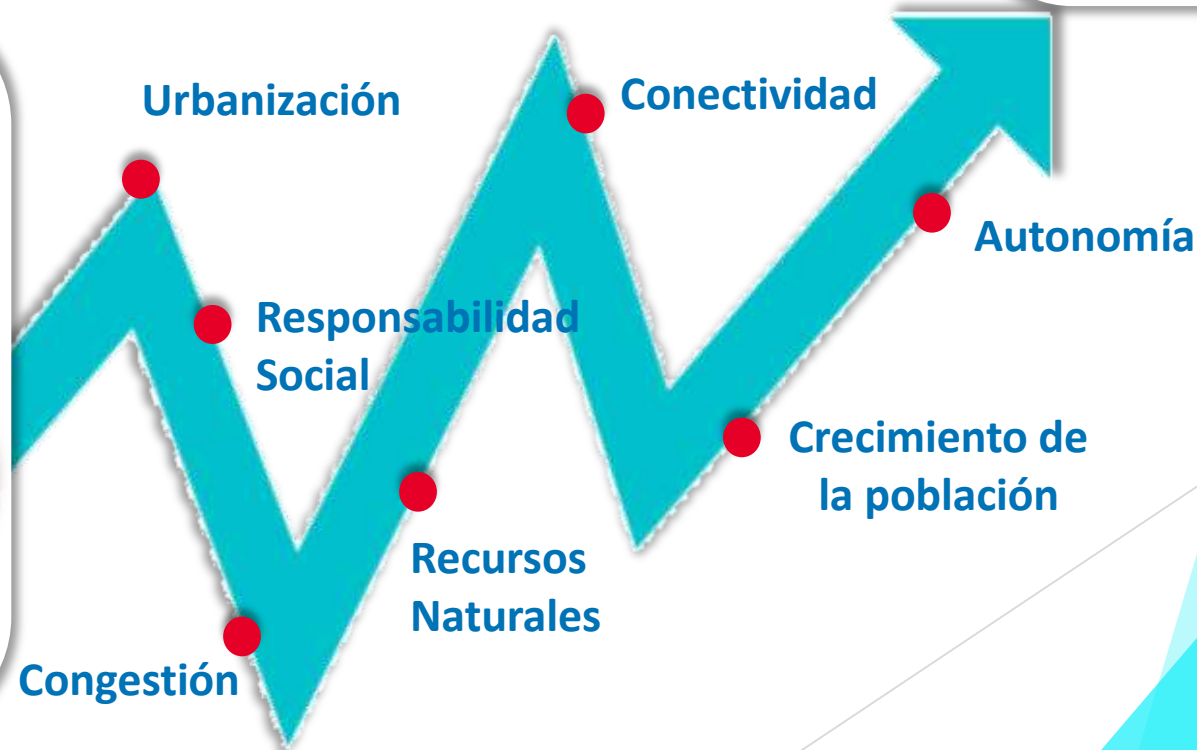 Urbanización
Conectividad
Autonomía
Responsabilidad
Social
Crecimiento de
la población
Recursos
Naturales
Congestión